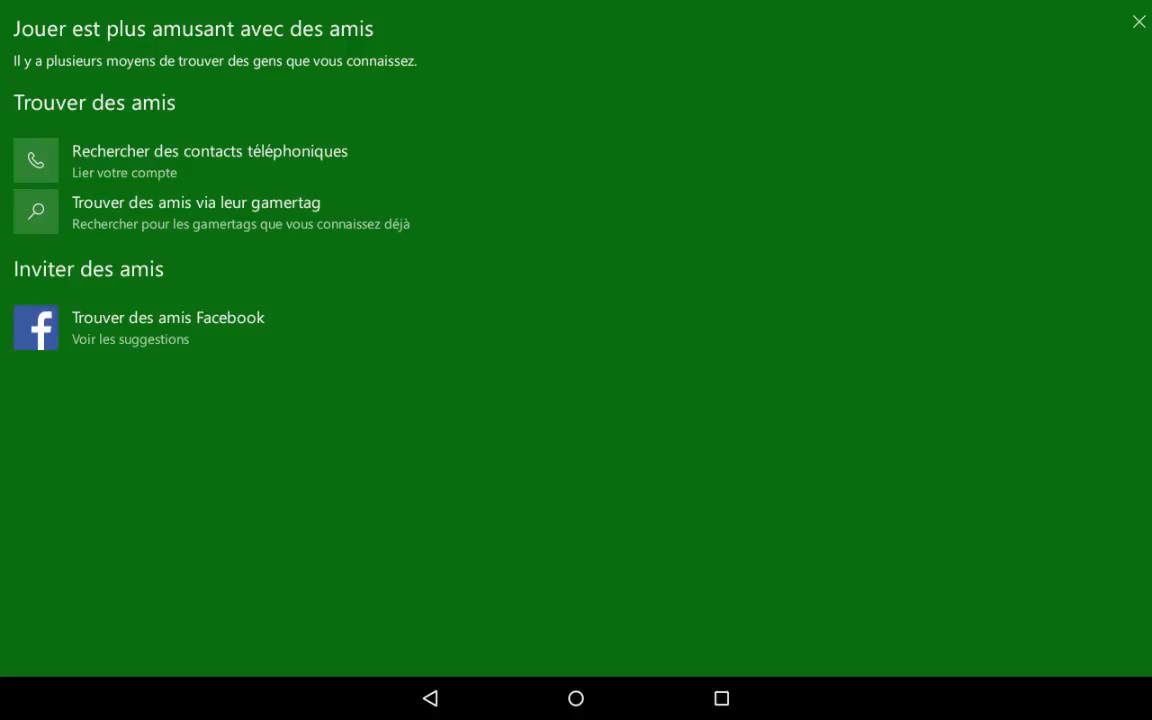 Jouer est plus amusant avec des amis
Il y a plusieurs moyens de trouver des gens que vous connaissez.
Trouver des amis
Rechercher des contacts téléphoniques
Lier votre compte
Trouver des amis via leur gamertag
Rechercher pour les gamertags que vous connaissez déjà
Inviter des amis
Trouver des amis Facebook
Voir les suggestions